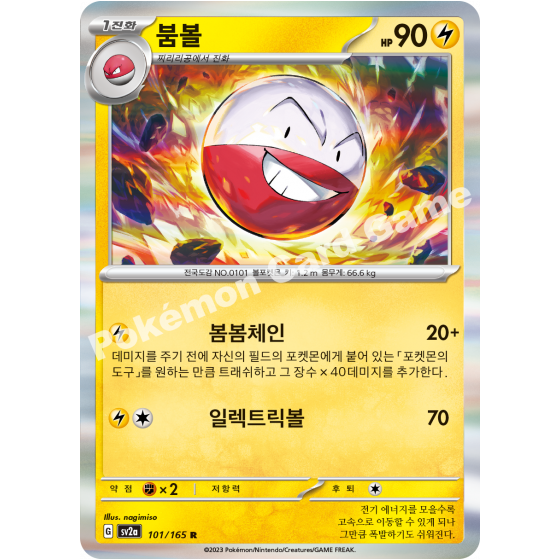 1진화 붐볼 HP 90
찌리리공에서 진화
전국도감 NO.0101 볼포켓몬 키: 1.2 m 몸무게: 66.6 kg
붐붐체인 20+
데미지를 주기 전에 자신의 필드의 포켓몬에게 붙어 있는 「포켓몬의
도구」를 원하는 만큼 트래쉬하고 그 장수 × 40데미지를 추가한다.
일렉트릭볼 70
약점 ×2 저항력 후퇴
Illus. nagimiso
G sv2a 101/165 R
전기 에너지를 모을수록
고속으로 이동할 수 있게 되나
그만큼 폭발하기도 쉬워진다.
©2023 Pokémon/Nintendo/Creatures/GAME FREAK.
Pokémon Card Game